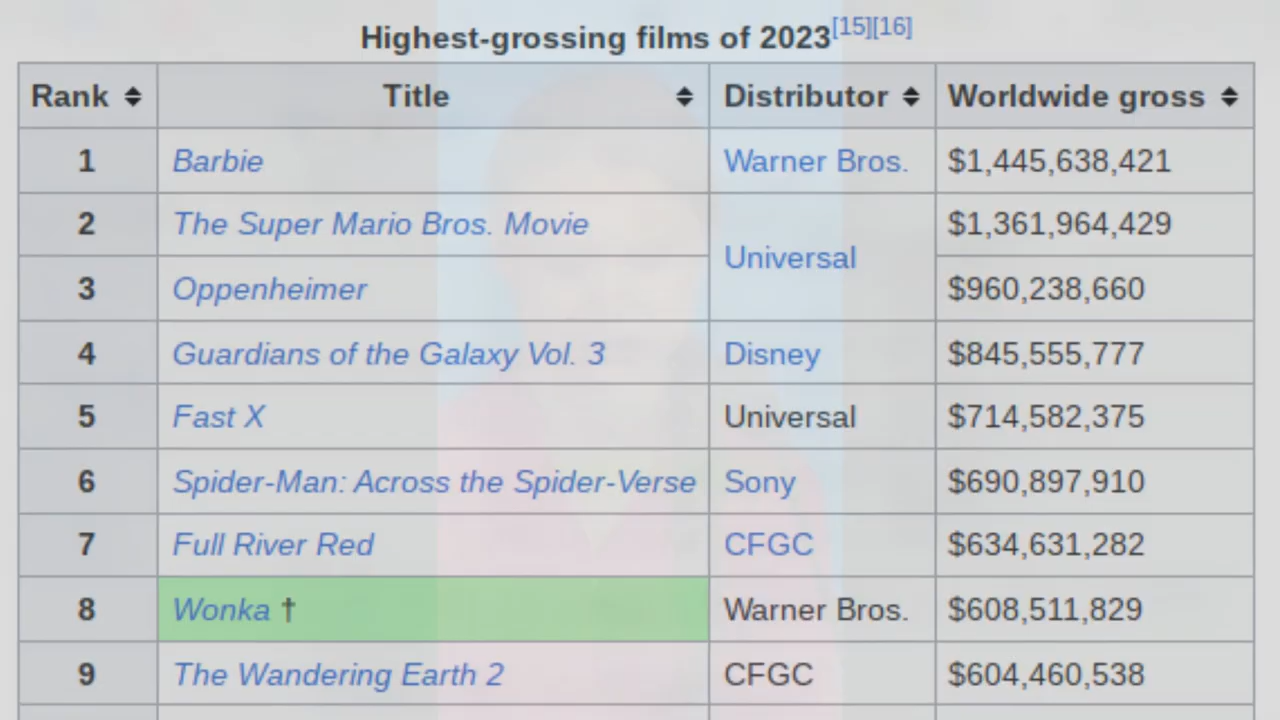 Highest-grossing films of 2023[15][16]
Rank Title Distributor Worldwide gross
1 Barbie Warner Bros. $1,445,638,421
2 The Super Mario Bros. Movie Universal $1,361,964,429
3 Oppenheimer $960,238,660
4 Guardians of the Galaxy Vol. 3 Disney $845,555,777
5 Fast X Universal $714,582,375
6 Spider-Man: Across the Spider-Verse Sony $690,897,910
7 Full River Red CFGC $634,631,282
8 Wonka † Warner Bros. $608,511,829
9 The Wandering Earth 2 CFGC $604,460,538